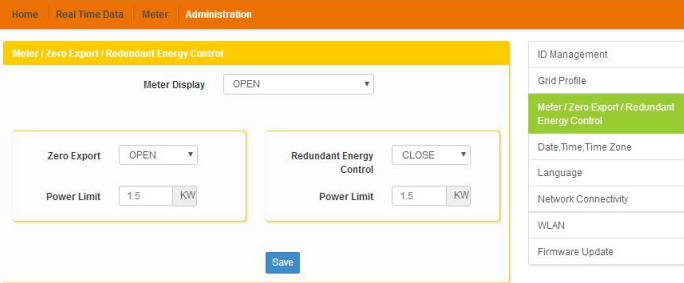 Home Real Time Data Meter Administration
Meter / Zero Export / Redundant Energy Control
Meter Display OPEN
Zero Export OPEN
Power Limit 1.5 KW
Redundant Energy
Control CLOSE
Power Limit 1.5 KW
Save
ID Management
Grid Profile
Meter / Zero Export / Redundant
Energy Control
Date,Time,Time Zone
Language
Network Connectivity
WLAN
Firmware Update